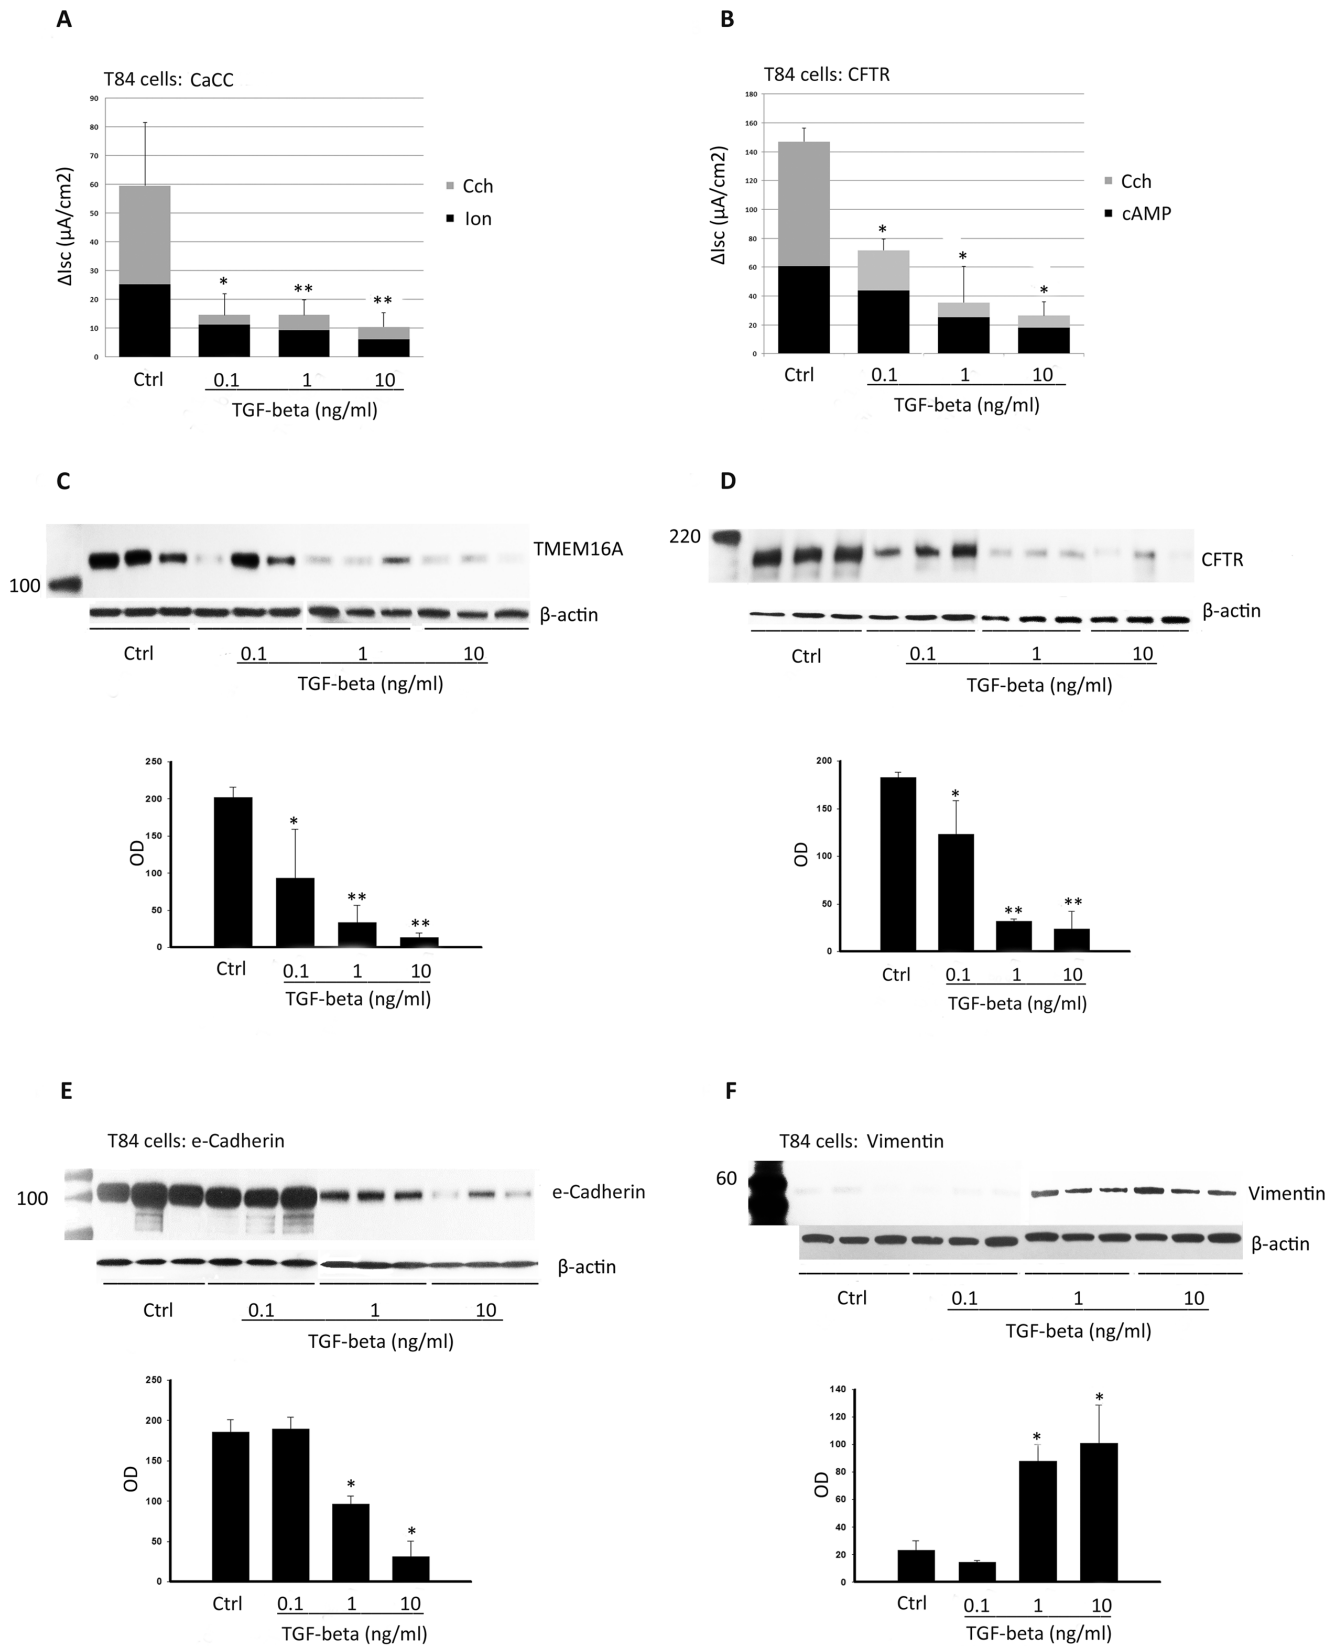 A
T84 cells: CaCC
90
80
70
60
50
40
30
20
10
0
ΔIsc (µA/cm2)
* ** **
Cch
Ion
Ctrl 0.1 1 10
TGF-beta (ng/ml)
B
T84 cells: CFTR
180
160
140
120
100
80
60
40
20
0
ΔIsc (µA/cm2)
* * *
Cch
cAMP
Ctrl 0.1 1 10
TGF-beta (ng/ml)
C
TMEM16A
100
β-actin
Ctrl 0.1 1 10
TGF-beta (ng/ml)
250
200
150
100
50
0
OD
* ** **
Ctrl 0.1 1 10
TGF-beta (ng/ml)
D
220
CFTR
β-actin
Ctrl 0.1 1 10
TGF-beta (ng/ml)
200
150
100
50
0
OD
* ** **
Ctrl 0.1 1 10
TGF-beta (ng/ml)
E
T84 cells: e-Cadherin
100
e-Cadherin
β-actin
Ctrl 0.1 1 10
TGF-beta (ng/ml)
250
200
150
100
50
0
OD
* *
Ctrl 0.1 1 10
TGF-beta (ng/ml)
F
T84 cells: Vimentin
60
Vimentin
β-actin
Ctrl 0.1 1 10
TGF-beta (ng/ml)
140
120
100
80
60
40
20
0
OD
* *
Ctrl 0.1 1 10
TGF-beta (ng/ml)